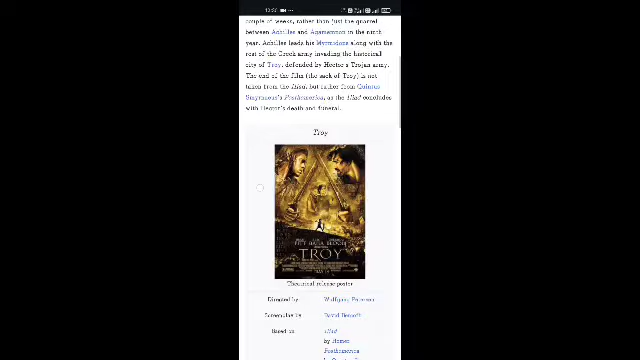 couple of weeks, rather than just the quarrel
between Achilles and Agamemnon in the ninth
year. Achilles leads his Myrmidons along with the
rest of the Greek army invading the historical
city of Troy, defended by Hector's Trojan army.
The end of the film (the sack of Troy) is not
taken from the Iliad, but rather from Quintus
Smyrnaeus's Posthomerica, as the Iliad concludes
with Hector's death and funeral.
Troy
PITT BANA BLOOM
TROY
Theatrical release poster
Directed by Wolfgang Petersen
Screenplay by David Benioff
Based on Iliad
by Homer
Posthomerica